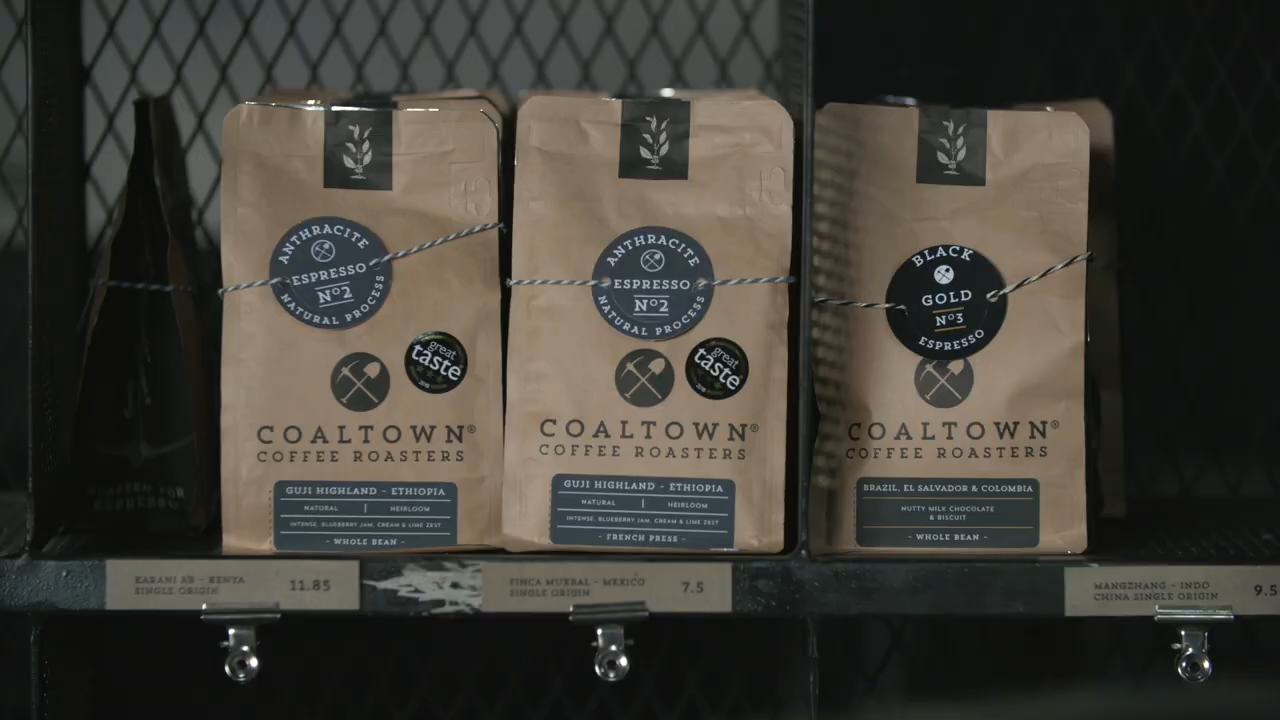 ANTHRACITE
ESPRESSO
Nº2
NATURAL PROCESS
great
taste
COALTOWN®
COFFEE ROASTERS
GUJI HIGHLAND - ETHIOPIA
NATURAL | HEIRLOOM
INTENSE, BLUEBERRY JAM, CREAM & LIME ZEST
- WHOLE BEAN -
ANTHRACITE
ESPRESSO
Nº2
NATURAL PROCESS
great
taste
COALTOWN®
COFFEE ROASTERS
GUJI HIGHLAND - ETHIOPIA
NATURAL | HEIRLOOM
INTENSE, BLUEBERRY JAM, CREAM & LIME ZEST
- FRENCH PRESS -
BLACK
GOLD
Nº3
ESPRESSO
COALTOWN®
COFFEE ROASTERS
BRAZIL, EL SALVADOR & COLOMBIA
NUTTY MILK CHOCOLATE
& BISCUIT
- WHOLE BEAN -
ROASTED FOR
ESPRESSO
KARANI AB - KENYA
SINGLE ORIGIN
11.85
FINCA MUXBAL - MEXICO
SINGLE ORIGIN
7.5
MANGZHANG - INDO
CHINA SINGLE ORIGIN
9.5